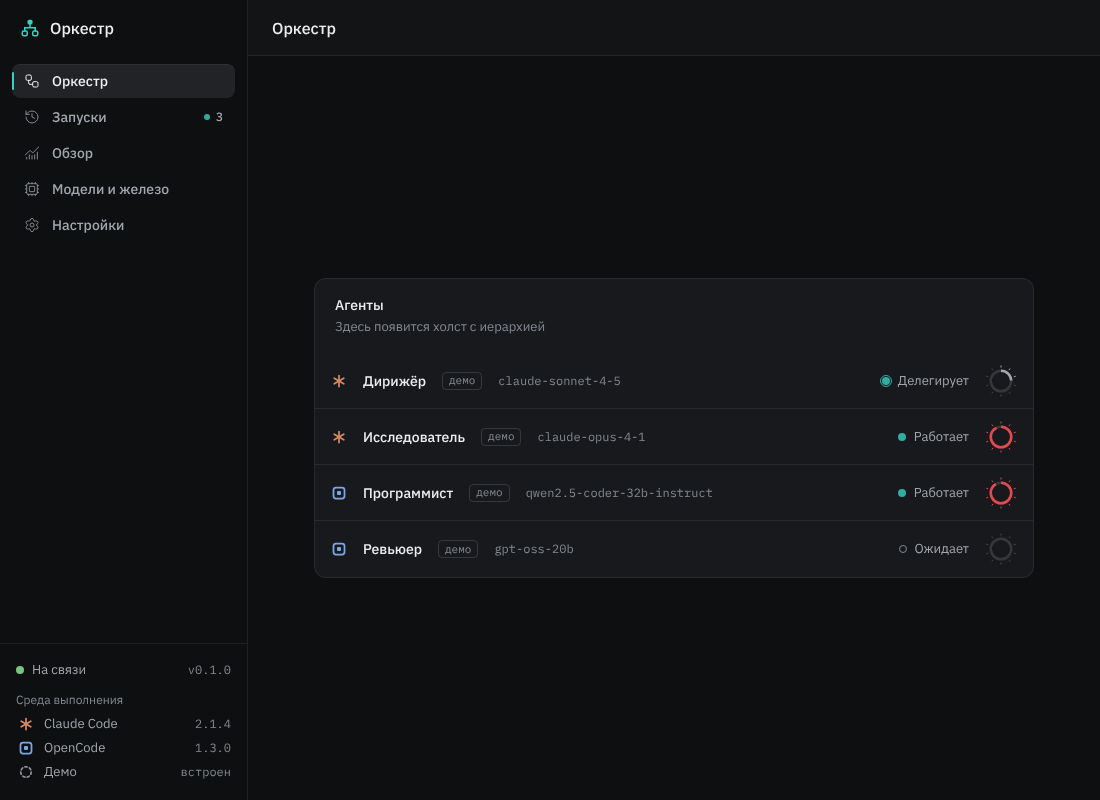 Оркестр
Оркестр
Запуски 3
Обзор
Модели и железо
Настройки
На связи v0.1.0
Среда выполнения
Claude Code 2.1.4
OpenCode 1.3.0
Демо встроен
Оркестр
Агенты
Здесь появится холст с иерархией
Дирижёр демо claude-sonnet-4-5 Делегирует
Исследователь демо claude-opus-4-1 Работает
Программист демо qwen2.5-coder-32b-instruct Работает
Ревьюер демо gpt-oss-20b Ожидает